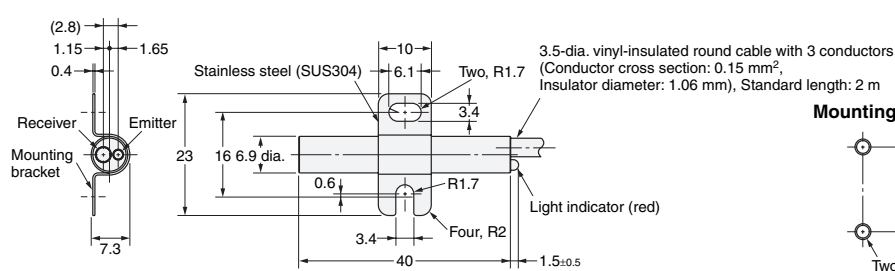 (2.8)
1.15
1.65
0.4
Receiver
Emitter
Mounting
bracket
7.3
Stainless steel (SUS304)
10
6.1
Two, R1.7
3.4
23
16
6.9 dia.
0.6
R1.7
3.4
Four, R2
40
1.5±0.5
Light indicator (red)
3.5-dia. vinyl-insulated round cable with 3 conductors
(Conductor cross section: 0.15 mm²,
Insulator diameter: 1.06 mm), Standard length: 2 m
Mounting
Two